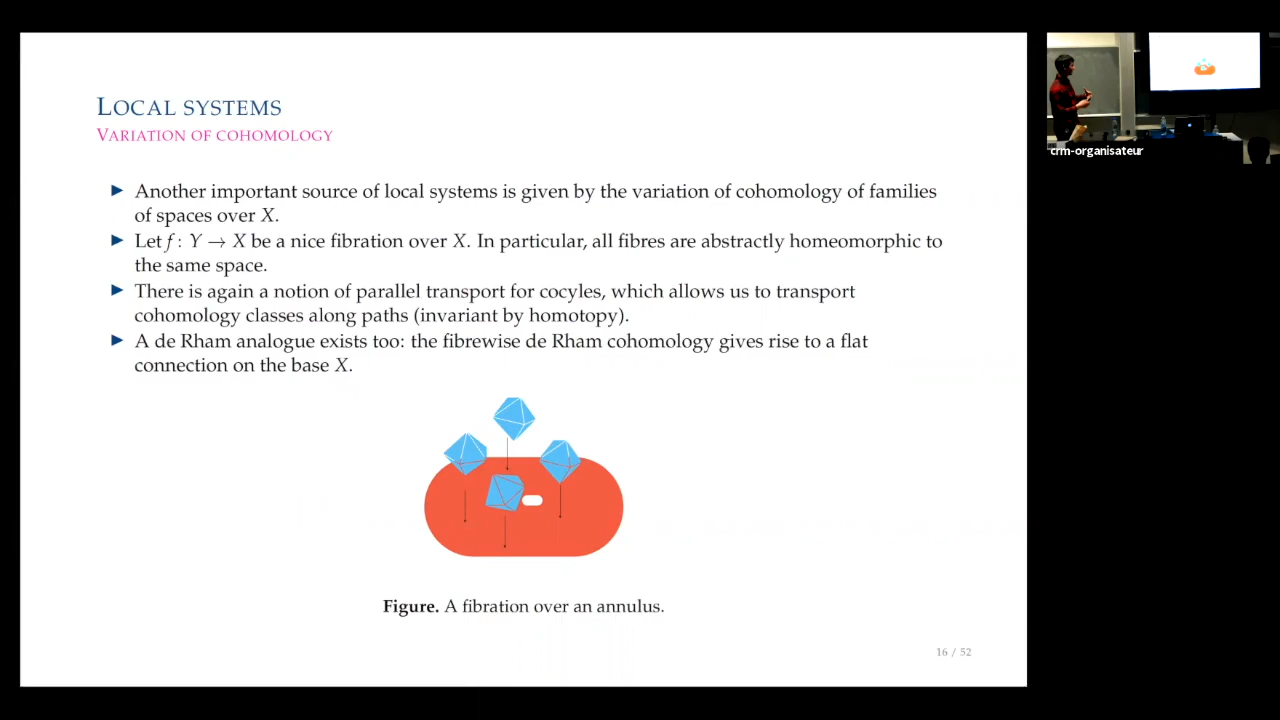 LOCAL SYSTEMS
VARIATION OF COHOMOLOGY
Another important source of local systems is given by the variation of cohomology of families
of spaces over X.
Let f : Y → X be a nice fibration over X. In particular, all fibres are abstractly homeomorphic to
the same space.
There is again a notion of parallel transport for cocyles, which allows us to transport
cohomology classes along paths (invariant by homotopy).
A de Rham analogue exists too: the fibrewise de Rham cohomology gives rise to a flat
connection on the base X.
Figure. A fibration over an annulus.
16 / 52
crm-organisateur